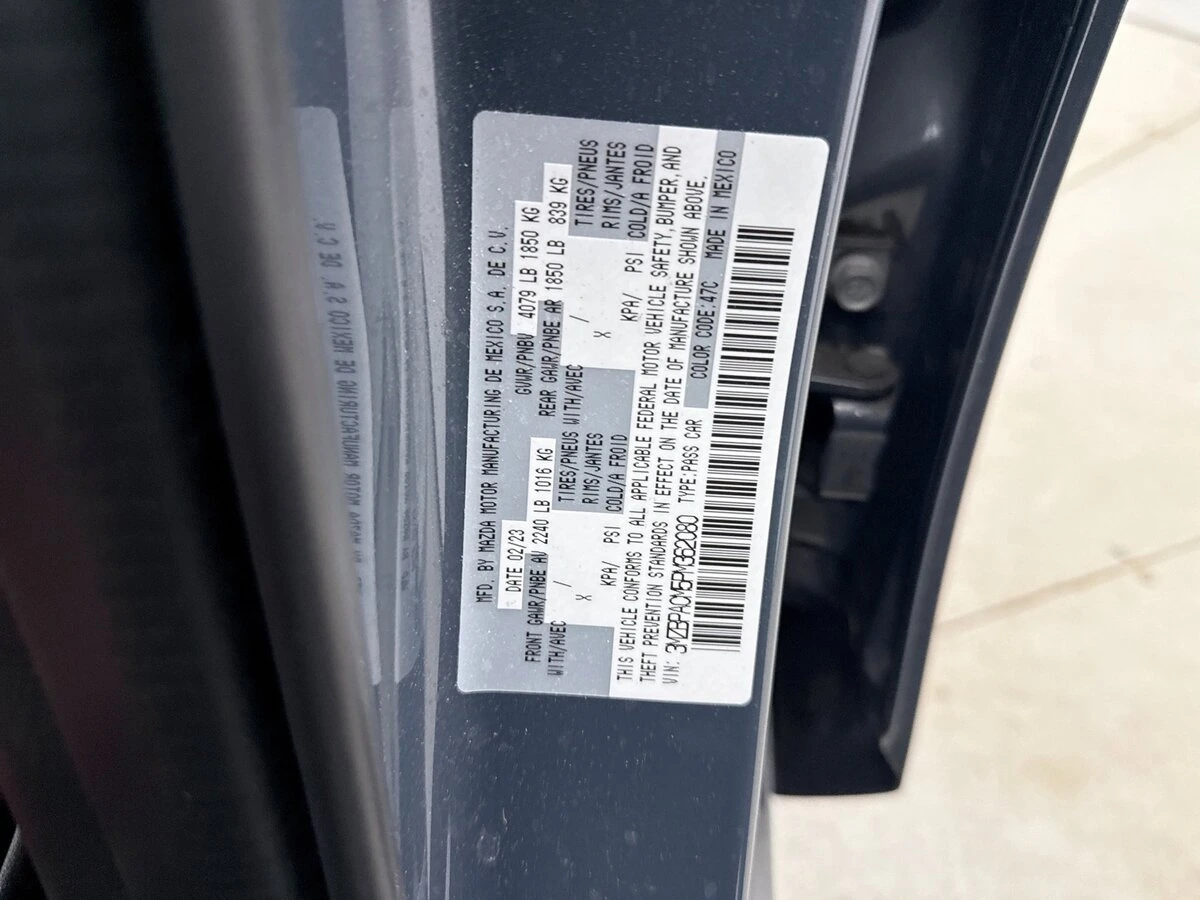 MFD. BY MAZDA MOTOR MANUFACTURING DE MEXICO S.A. DE C.V.
DATE 02/23 GVWR/PNBV 4079 LB 1850 KG
FRONT GAWR/PNBE AV 2240 LB 1016 KG REAR GAWR/PNBE AR 1850 LB 839 KG
WITH/AVEC / TIRES/PNEUS WITH/AVEC / TIRES/PNEUS
X RIMS/JANTES X RIMS/JANTES
KPA/ PSI COLD/A FROID KPA/ PSI COLD/A FROID
THIS VEHICLE CONFORMS TO ALL APPLICABLE FEDERAL MOTOR VEHICLE SAFETY, BUMPER, AND
THEFT PREVENTION STANDARDS IN EFFECT ON THE DATE OF MANUFACTURE SHOWN ABOVE.
VIN: 3MZBPACM5PM362080 TYPE:PASS CAR COLOR CODE:47C MADE IN MEXICO